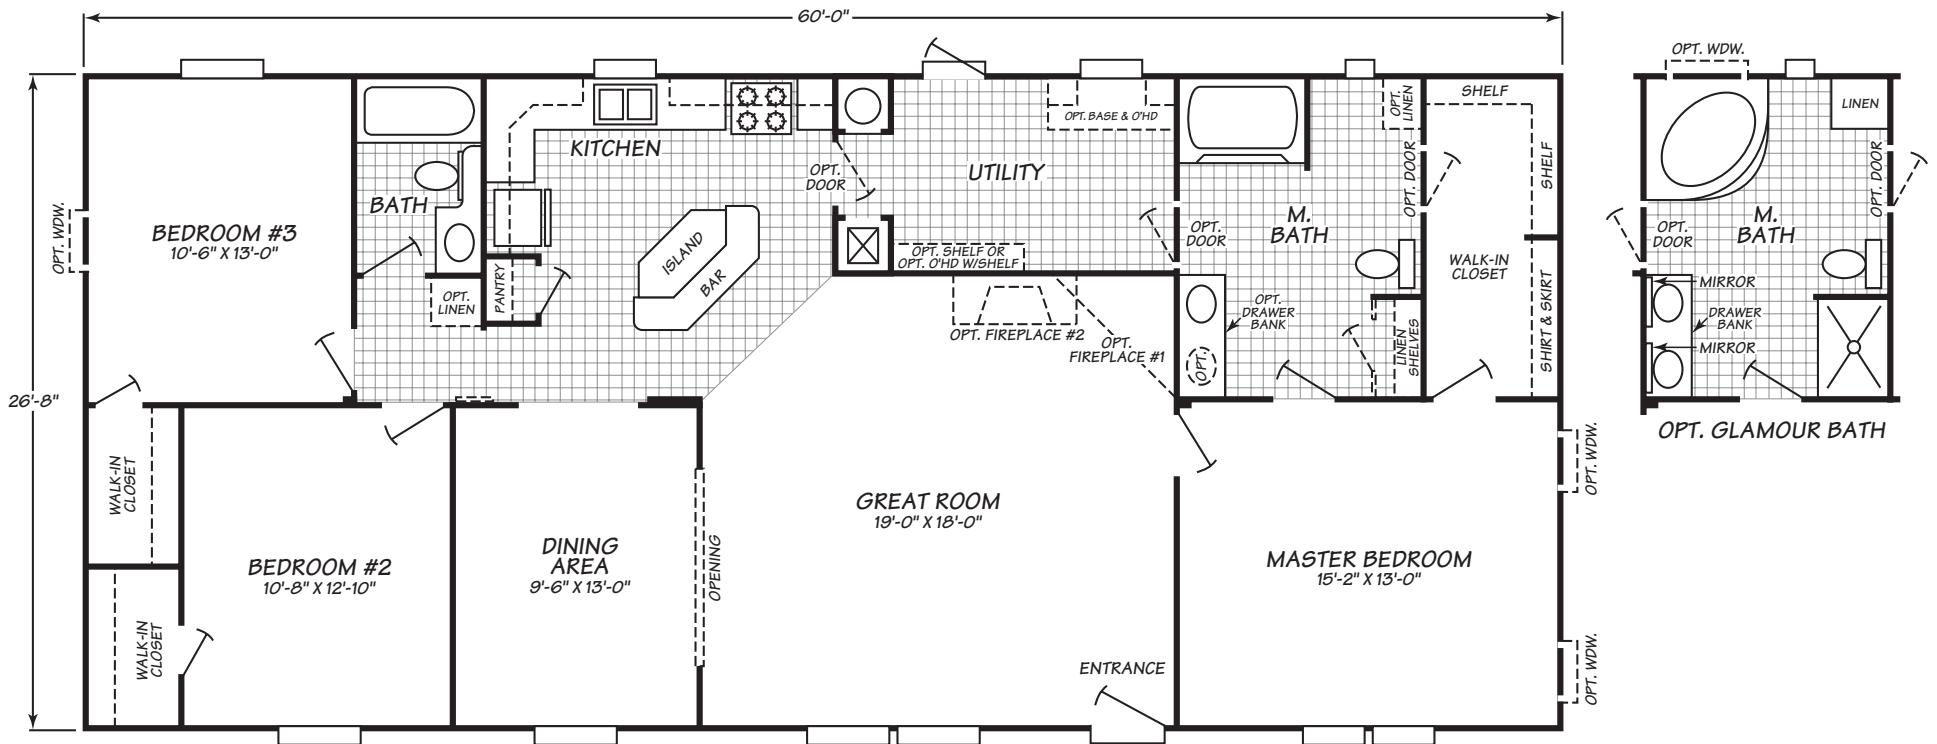 60'-0"
26'-8"
OPT. WDW.
BEDROOM #3
10'-6" X 13'-0"
BATH
OPT.
LINEN
KITCHEN
PANTRY
ISLAND
BAR
OPT.
DOOR
UTILITY
OPT. BASE & O'HD
OPT. SHELF OR
OPT. O'HD W/SHELF
OPT. FIREPLACE #2
OPT.
FIREPLACE #1
OPT.
DOOR
M.
BATH
OPT.
LINEN
OPT. DOOR
OPT.
DRAWER
BANK
OPT.
LINEN
SHELVES
SHELF
SHELF
WALK-IN
CLOSET
SHIRT & SKIRT
WALK-IN
CLOSET
WALK-IN
CLOSET
BEDROOM #2
10'-8" X 12'-10"
DINING
AREA
9'-6" X 13'-0"
OPENING
GREAT ROOM
19'-0" X 18'-0"
ENTRANCE
MASTER BEDROOM
15'-2" X 13'-0"
OPT. WDW.
OPT. WDW.
OPT. WDW.
LINEN
OPT. DOOR
M.
BATH
OPT.
DOOR
MIRROR
DRAWER
BANK
MIRROR
OPT. GLAMOUR BATH